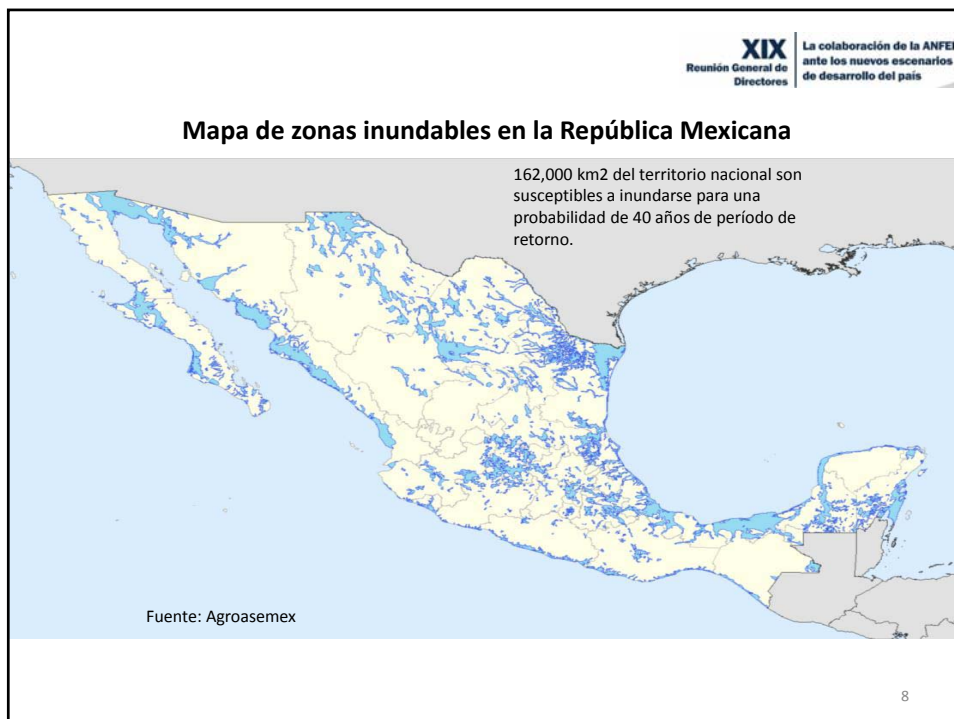 XIX
Reunión General de
Directores
La colaboración de la ANFEI
ante los nuevos escenarios
de desarrollo del país
Mapa de zonas inundables en la República Mexicana
162,000 km2 del territorio nacional son
susceptibles a inundarse para una
probabilidad de 40 años de período de
retorno.
Fuente: Agroasemex
8